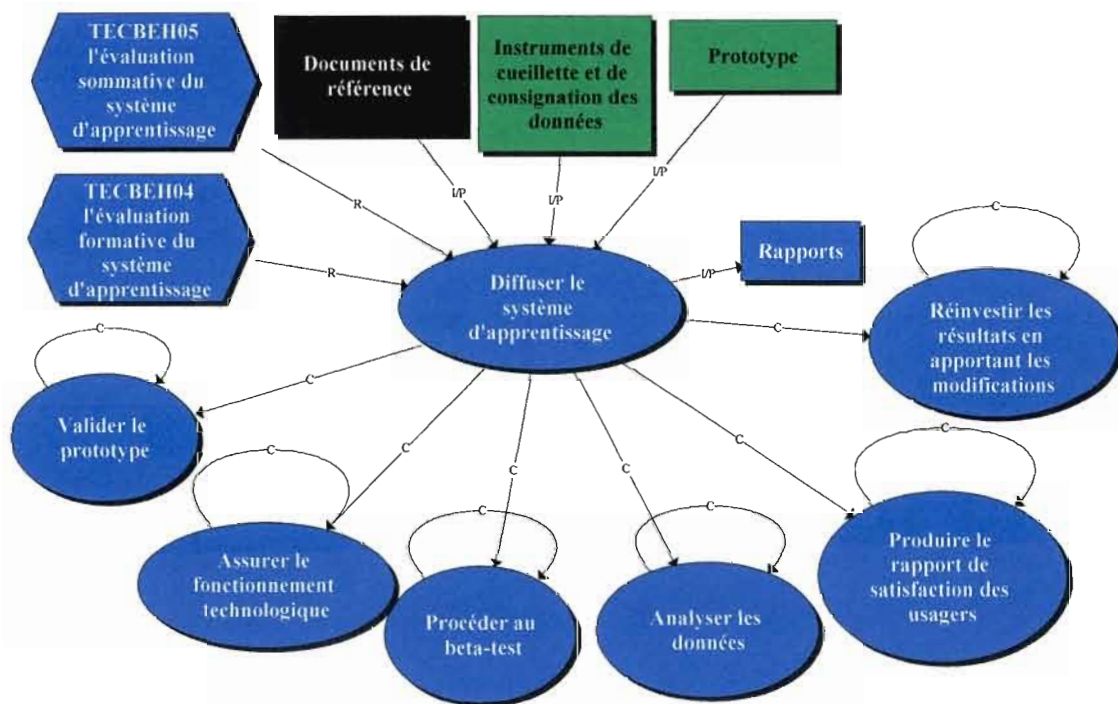 TECBEH05
l'évaluation
sommative du
système
d'apprentissage
Documents de
référence
Instruments de
cueillette et de
consignation des
données
Prototype
TECBEH04
l'évaluation
formative du
système
d'apprentissage
R
I/P
I/P
I/P
R
Diffuser le
système
d'apprentissage
I/P
Rapports
C
C
Réinvestir les
résultats en
apportant les
modifications
C
C
Valider le
prototype
C
C
Assurer le
fonctionnement
technologique
C
C
Procéder au
beta-test
C
C
Analyser les
données
C
C
Produire le
rapport de
satisfaction des
usagers